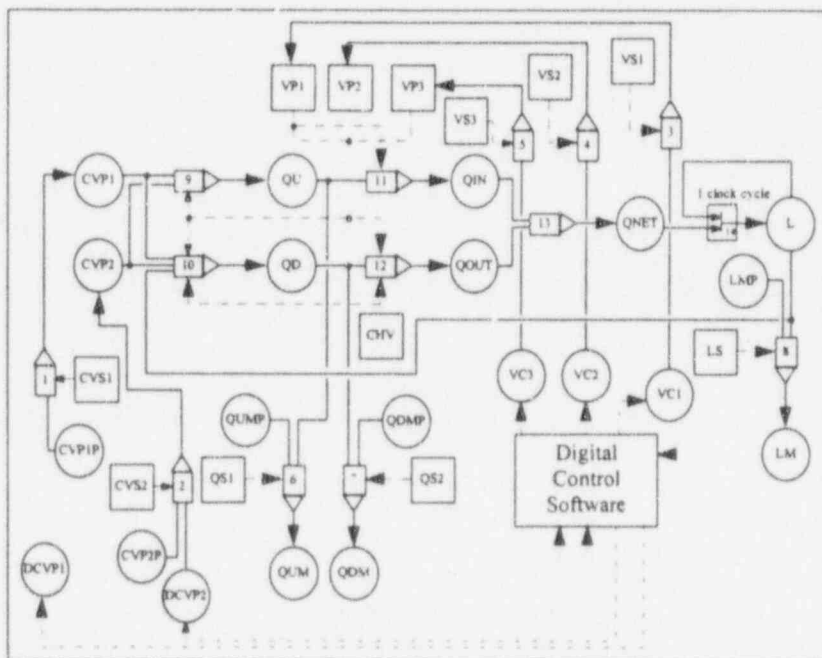 VS1
VS2
VP1
VP2
VP3
VS3
5
4
3
CVP1
9
QU
11
QIN
1 clock cycle
13
QNET
14
L
CVP2
10
QD
12
QOUT
LMP
CHV
LS
8
1
CVS1
VC3
VC2
VC1
QUMP
QDMP
CVP1P
LM
Digital
Control
Software
CVS2
2
QS1
6
7
QS2
CVP2P
DCVP1
DCVP2
QUM
QDM